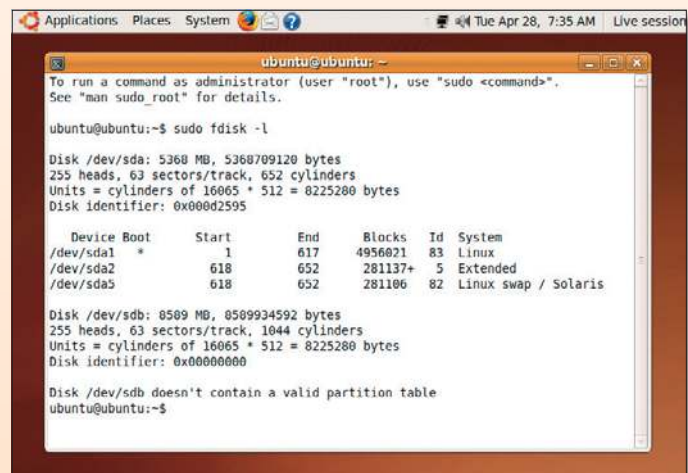 Applications Places System Tue Apr 28, 7:35 AM Live session
ubuntu@ubuntu: ~
To run a command as administrator (user "root"), use "sudo <command>".
See "man sudo_root" for details.
ubuntu@ubuntu:~$ sudo fdisk -l
Disk /dev/sda: 5368 MB, 5368709120 bytes
255 heads, 63 sectors/track, 652 cylinders
Units = cylinders of 16065 * 512 = 8225280 bytes
Disk identifier: 0x000d2595
Device Boot Start End Blocks Id System
/dev/sda1 * 1 617 4956021 83 Linux
/dev/sda2 618 652 281137+ 5 Extended
/dev/sda5 618 652 281106 82 Linux swap / Solaris
Disk /dev/sdb: 8589 MB, 8589934592 bytes
255 heads, 63 sectors/track, 1044 cylinders
Units = cylinders of 16065 * 512 = 8225280 bytes
Disk identifier: 0x00000000
Disk /dev/sdb doesn't contain a valid partition table
ubuntu@ubuntu:~$